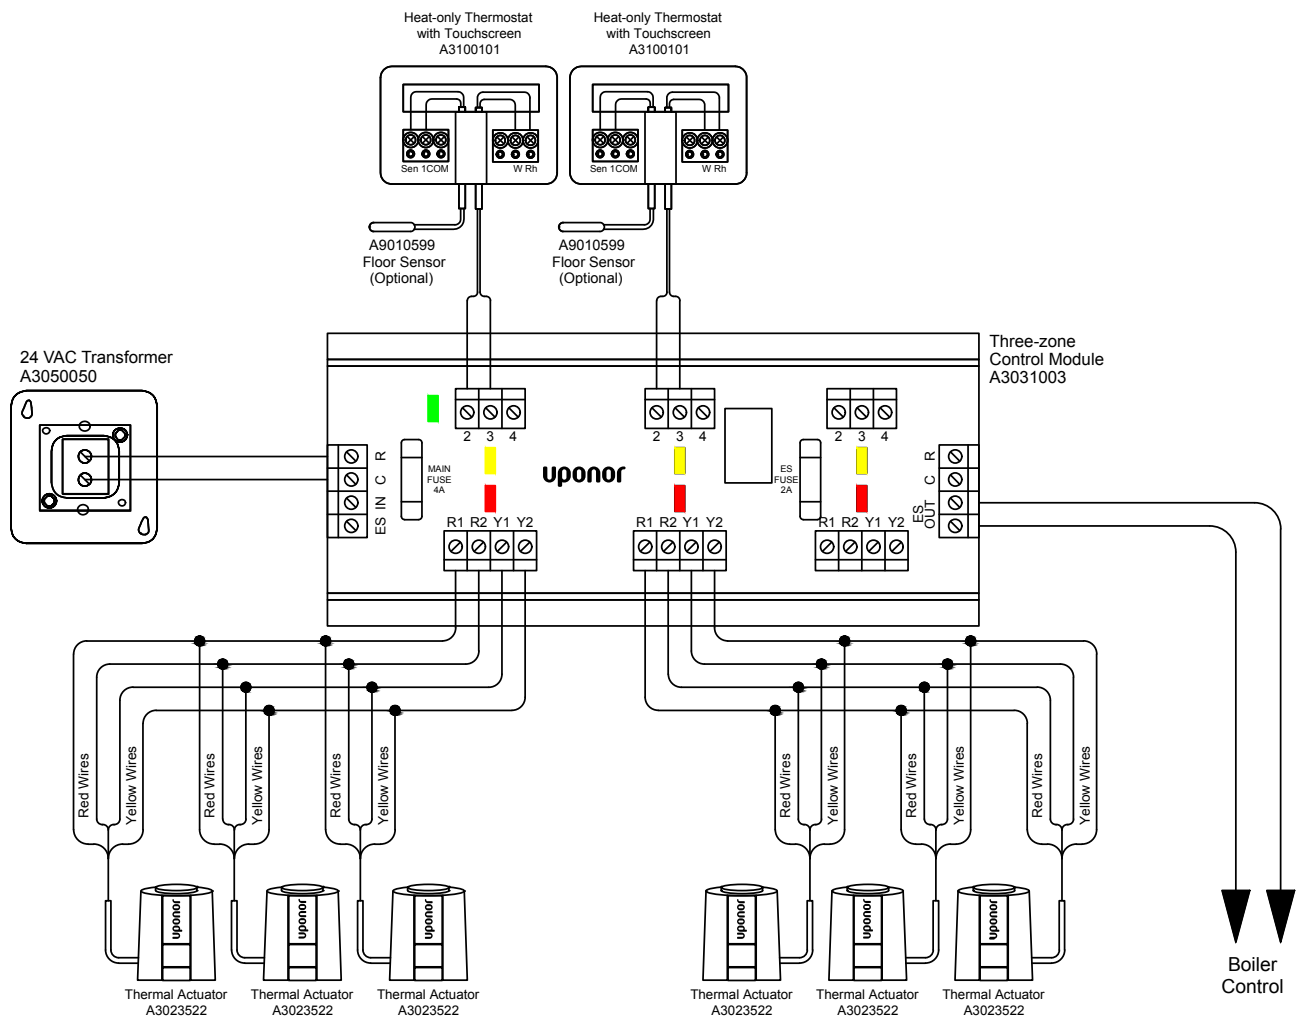 Heat-only Thermostat
with Touchscreen
A3100101
Heat-only Thermostat
with Touchscreen
A3100101
Sen 1COM
W Rh
Sen 1COM
W Rh
A9010599
Floor Sensor
(Optional)
A9010599
Floor Sensor
(Optional)
24 VAC Transformer
A3050050
Three-zone
Control Module
A3031003
2 3 4
2 3 4
2 3 4
R
C
ES IN
MAIN
FUSE
4A
uponor
ES
FUSE
2A
R
C
ES
OUT
R1 R2 Y1 Y2
R1 R2 Y1 Y2
R1 R2 Y1 Y2
Red Wires
Yellow Wires
Red Wires
Yellow Wires
Red Wires
Yellow Wires
Red Wires
Yellow Wires
Red Wires
Yellow Wires
Red Wires
Yellow Wires
uponor
uponor
uponor
uponor
uponor
uponor
Thermal Actuator
A3023522
Thermal Actuator
A3023522
Thermal Actuator
A3023522
Thermal Actuator
A3023522
Thermal Actuator
A3023522
Thermal Actuator
A3023522
Boiler
Control